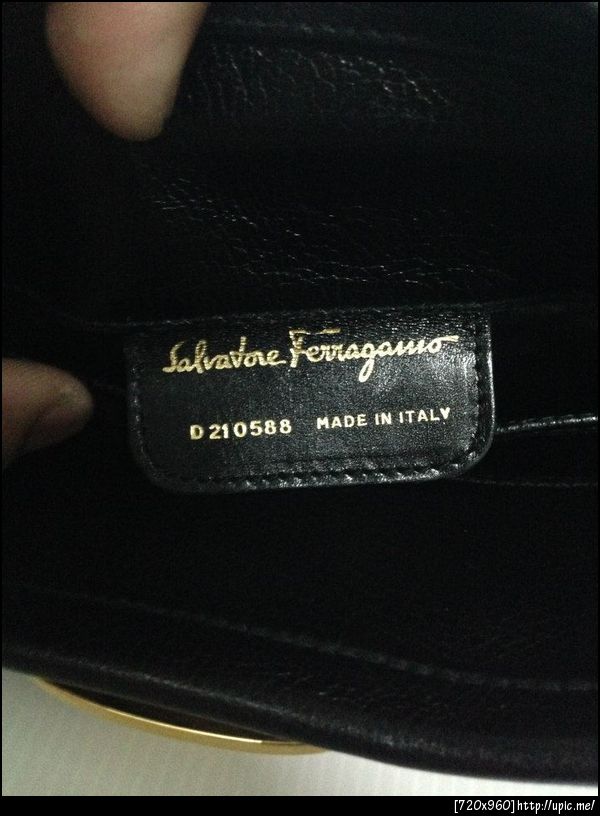 Salvatore Ferragamo
D210588 MADE IN ITALY
[720x960]http://upic.me/